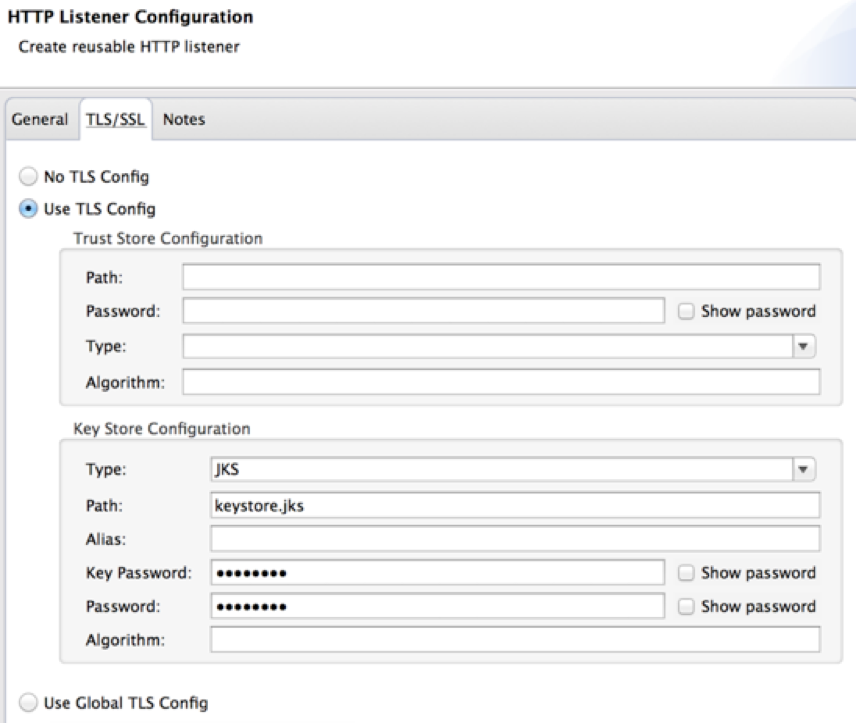 HTTP Listener Configuration
Create reusable HTTP listener
General TLS/SSL Notes
No TLS Config
Use TLS Config
Trust Store Configuration
Path:
Password: Show password
Type:
Algorithm:
Key Store Configuration
Type: JKS
Path: keystore.jks
Alias:
Key Password: •••••••• Show password
Password: •••••••• Show password
Algorithm:
Use Global TLS Config